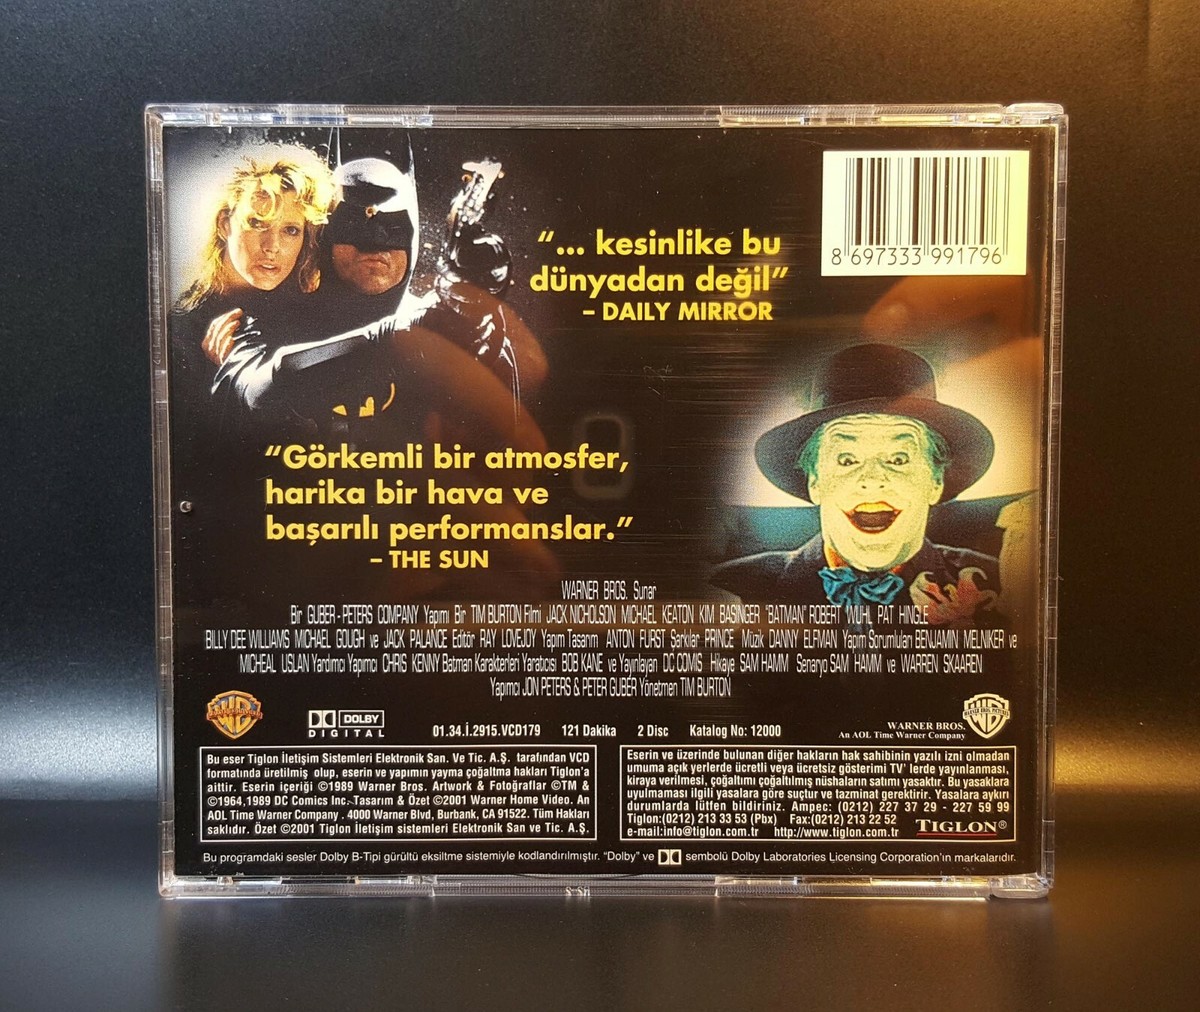 8 697333 991796
"... kesinlike bu
dünyadan değil"
– DAILY MIRROR
"Görkemli bir atmosfer,
harika bir hava ve
başarılı performanslar."
– THE SUN
WARNER BROS. Sunar
Bir GUBER - PETERS COMPANY Yapımı Bir TIM BURTON Filmi JACK NICHOLSON MICHAEL KEATON KIM BASINGER "BATMAN" ROBERT WUHL PAT HINGLE
BILLY DEE WILLIAMS MICHAEL GOUGH ve JACK PALANCE Editör RAY LOVEJOY Yapım Tasarım ANTON FURST Şarkılar PRINCE Müzik DANNY ELFMAN Yapım Sorumluları BENJAMIN MELNIKER ve
MICHEAL USLAN Yardımcı Yapımcı CHRIS KENNY Batman Karakterleri Yaratıcısı BOB KANE ve Yayınlayan DC COMIS Hikaye SAM HAMM Senaryo SAM HAMM ve WARREN SKAAREN
Yapımcı JON PETERS & PETER GUBER Yönetmen TIM BURTON
DOLBY
DIGITAL
01.34.İ.2915.VCD179 121 Dakika 2 Disc Katalog No: 12000
WARNER BROS.
An AOL Time Warner Company
Bu eser Tiglon İletişim Sistemleri Elektronik San. Ve Tic. A.Ş. tarafından VCD
formatında üretilmiş olup, eserin ve yapımın yayma çoğaltma hakları Tiglon'a
aittir. Eserin içeriği ©1989 Warner Bros. Artwork & Fotoğraflar ©TM &
©1964,1989 DC Comics Inc. Tasarım & Özet ©2001 Warner Home Video. An
AOL Time Warner Company . 4000 Warner Blvd, Burbank, CA 91522. Tüm Hakları
saklıdır. Özet ©2001 Tiglon İletişim sistemleri Elektronik San ve Tic. A.Ş.
Eserin ve üzerinde bulunan diğer hakların hak sahibinin yazılı izni olmadan
umuma açık yerlerde ücretli veya ücretsiz gösterimi TV' lerde yayınlanması,
kiraya verilmesi, çoğaltımı çoğaltılmış nüshaların satımı yasaktır. Bu yasaklara
uyulmaması ilgili yasalara göre suçtur ve tazminat gerektirir. Yasalara aykırı
durumlarda lütfen bildiriniz. Ampec: (0212) 227 37 29 - 227 59 99
Tiglon:(0212) 213 33 53 (Pbx) Fax:(0212) 213 22 52
e-mail:info@tiglon.com.tr http://www.tiglon.com.tr TIGLON®
Bu programdaki sesler Dolby B-Tipi gürültü eksiltme sistemiyle kodlandırılmıştır. "Dolby" ve sembolü Dolby Laboratories Licensing Corporation'ın markalarıdır.